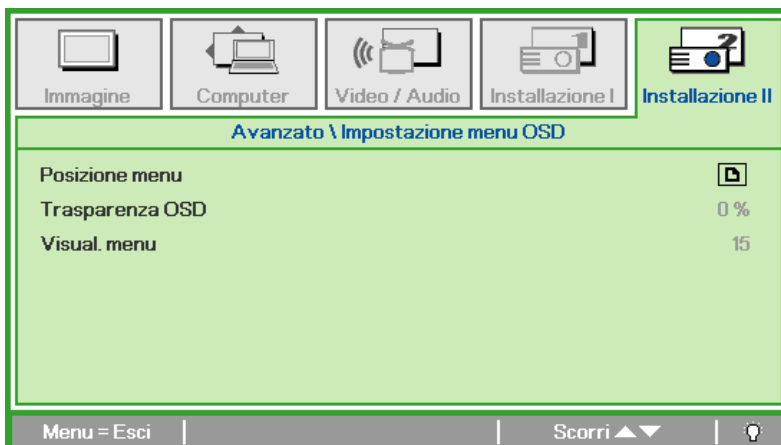 Immagine
Computer
Video / Audio
Installazione I
Installazione II
Avanzato \ Impostazione menu OSD
Posizione menu
Trasparenza OSD 0 %
Visual. menu 15
Menu = Esci Scorri ▲▼